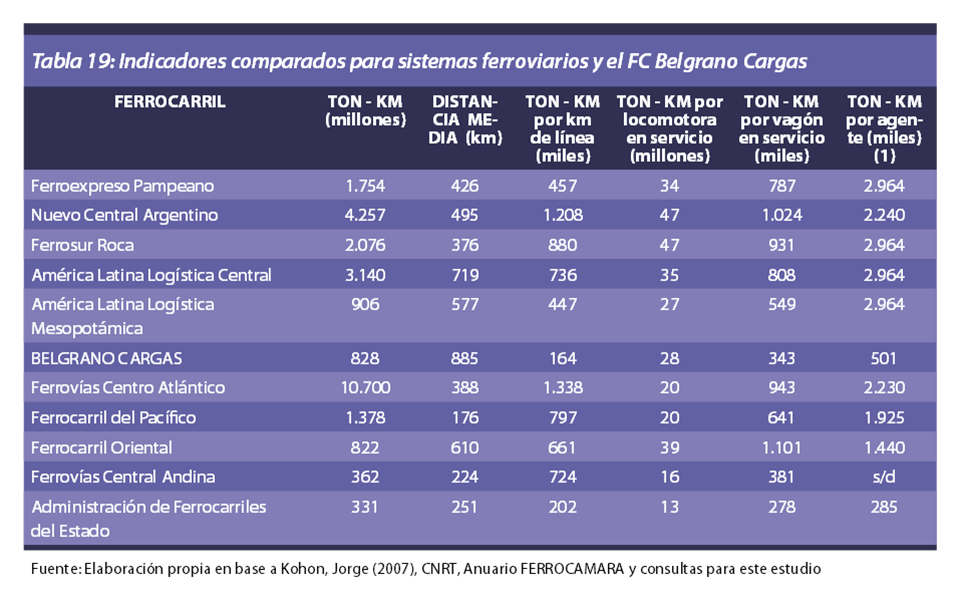 Tabla 19: Indicadores comparados para sistemas ferroviarios y el FC Belgrano Cargas
FERROCARRIL TON - KM (millones) DISTAN-CIA ME-DIA (km) TON - KM por km de línea (miles) TON - KM por locomotora en servicio (millones) TON - KM por vagón en servicio (miles) TON - KM por agen-te (miles) (1)
Ferroexpreso Pampeano 1.754 426 457 34 787 2.964
Nuevo Central Argentino 4.257 495 1.208 47 1.024 2.240
Ferrosur Roca 2.076 376 880 47 931 2.964
América Latina Logística Central 3.140 719 736 35 808 2.964
América Latina Logística Mesopotámica 906 577 447 27 549 2.964
BELGRANO CARGAS 828 885 164 28 343 501
Ferrovías Centro Atlántico 10.700 388 1.338 20 943 2.230
Ferrocarril del Pacífico 1.378 176 797 20 641 1.925
Ferrocarril Oriental 822 610 661 39 1.101 1.440
Ferrovías Central Andina 362 224 724 16 381 s/d
Administración de Ferrocarriles del Estado 331 251 202 13 278 285
Fuente: Elaboración propia en base a Kohon, Jorge (2007), CNRT, Anuario FERROCAMARA y consultas para este estudio